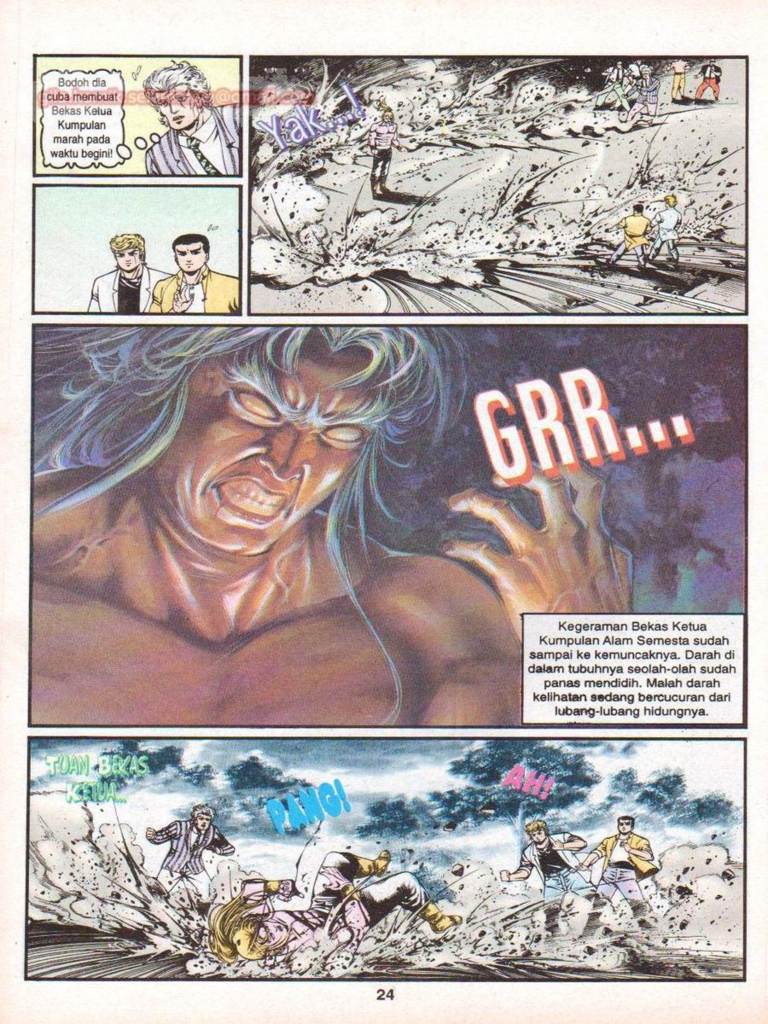 Bodoh dia
cuba membuat
Bekas Ketua
Kumpulan
marah pada
waktu begini!
Yak....!
GRR...
Kegeraman Bekas Ketua
Kumpulan Alam Semesta sudah
sampai ke kemuncaknya. Darah di
dalam tubuhnya seolah-olah sudah
panas mendidih. Malah darah
kelihatan sedang bercucuran dari
lubang-lubang hidungnya.
TUAN BEKAS
KETUA...
PANG!
AH!
24